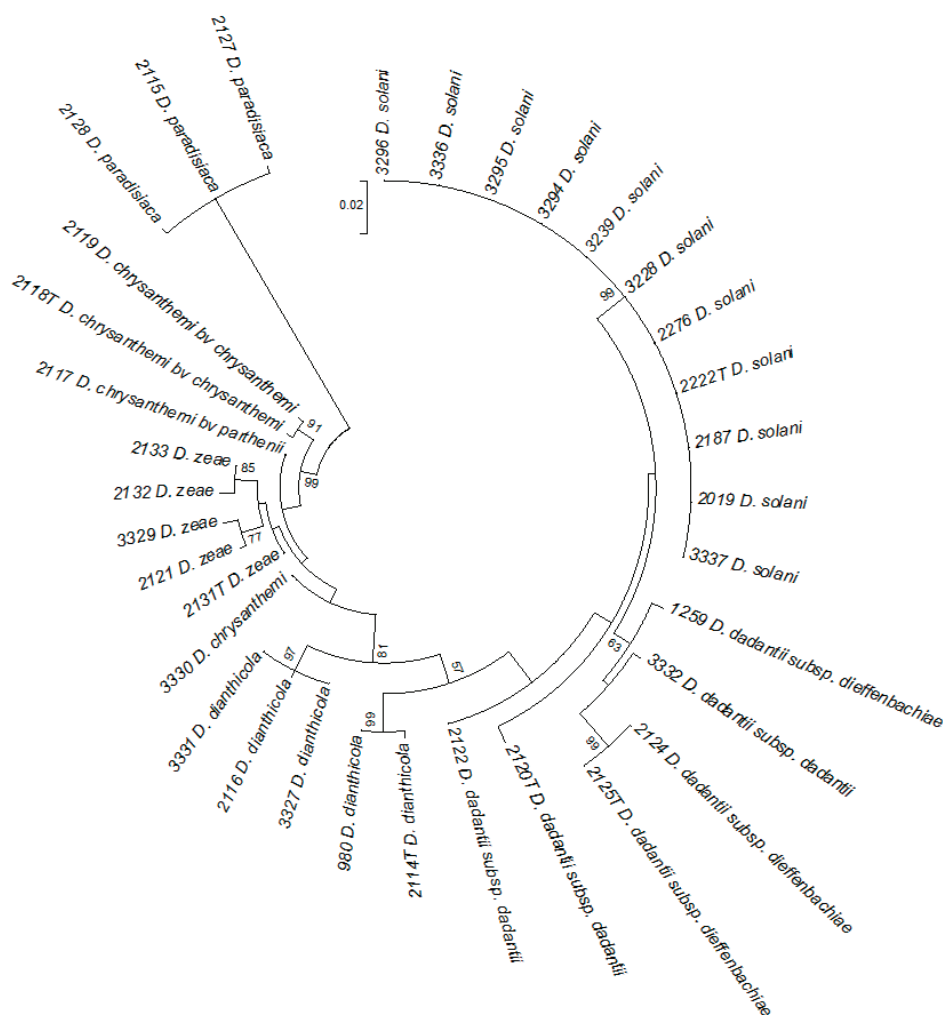 2127 D. paradisiaca
2115 D. paradisiaca
2128 D. paradisiaca
3296 D. solani
3336 D. solani
3295 D. solani
3294 D. solani
3239 D. solani
3228 D. solani
2276 D. solani
2222T D. solani
2187 D. solani
2019 D. solani
3337 D. solani
1259 D. dadantii subsp. dieffenbachiae
3332 D. dadantii subsp. dadantii
2124 D. dadantii subsp. dieffenbachiae
2125T D. dadantii subsp. dieffenbachiae
2120T D. dadantii subsp. dadantii
2122 D. dadantii subsp. dadantii
2114T D. dianthicola
980 D. dianthicola
3327 D. dianthicola
2116 D. dianthicola
3331 D. dianthicola
3330 D. chrysanthemi
2131T D. zeae
2121 D. zeae
3329 D. zeae
2132 D. zeae
2133 D. zeae
2117 D. chrysanthemi bv parthenii
2118T D. chrysanthemi bv chrysanthemi
2119 D. chrysanthemi bv chrysanthemi
0.02
99
63
99
57
99
81
97
77
85
99
91